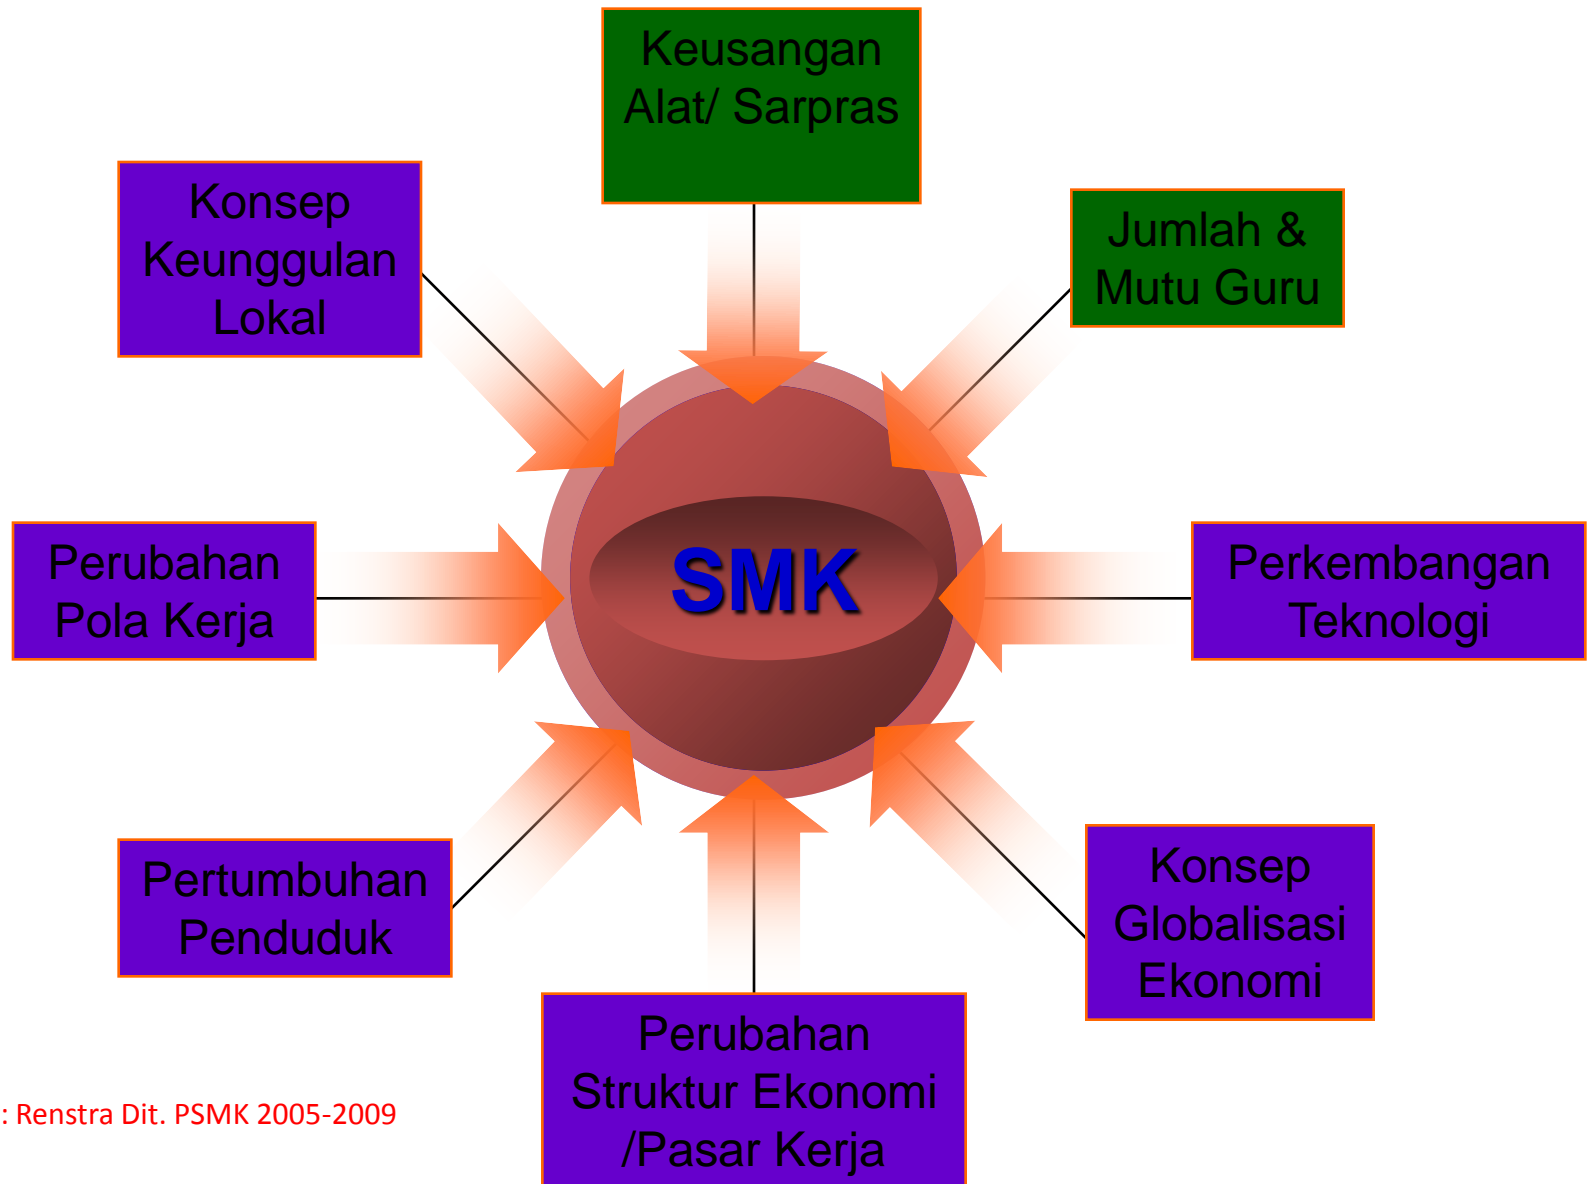 Keusangan
Alat/ Sarpras
Konsep
Keunggulan
Lokal
Jumlah &
Mutu Guru
Perubahan
Pola Kerja
SMK
Perkembangan
Teknologi
Pertumbuhan
Penduduk
Konsep
Globalisasi
Ekonomi
Perubahan
Struktur Ekonomi
/Pasar Kerja
: Renstra Dit. PSMK 2005-2009